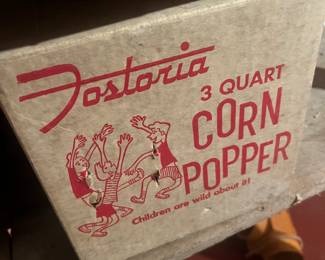 Fostoria
3 QUART
CORN
POPPER
Children are wild about it!